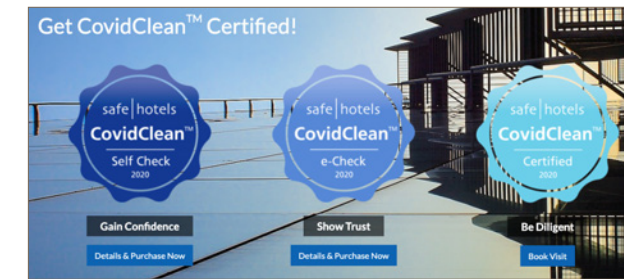 Get CovidClean™ Certified!
safe|hotels
CovidClean™
Self Check
2020
Gain Confidence
Details & Purchase Now
safe|hotels
CovidClean™
e-Check
2020
Show Trust
Details & Purchase Now
safe|hotels
CovidClean™
Certified
2020
Be Diligent
Book Visit